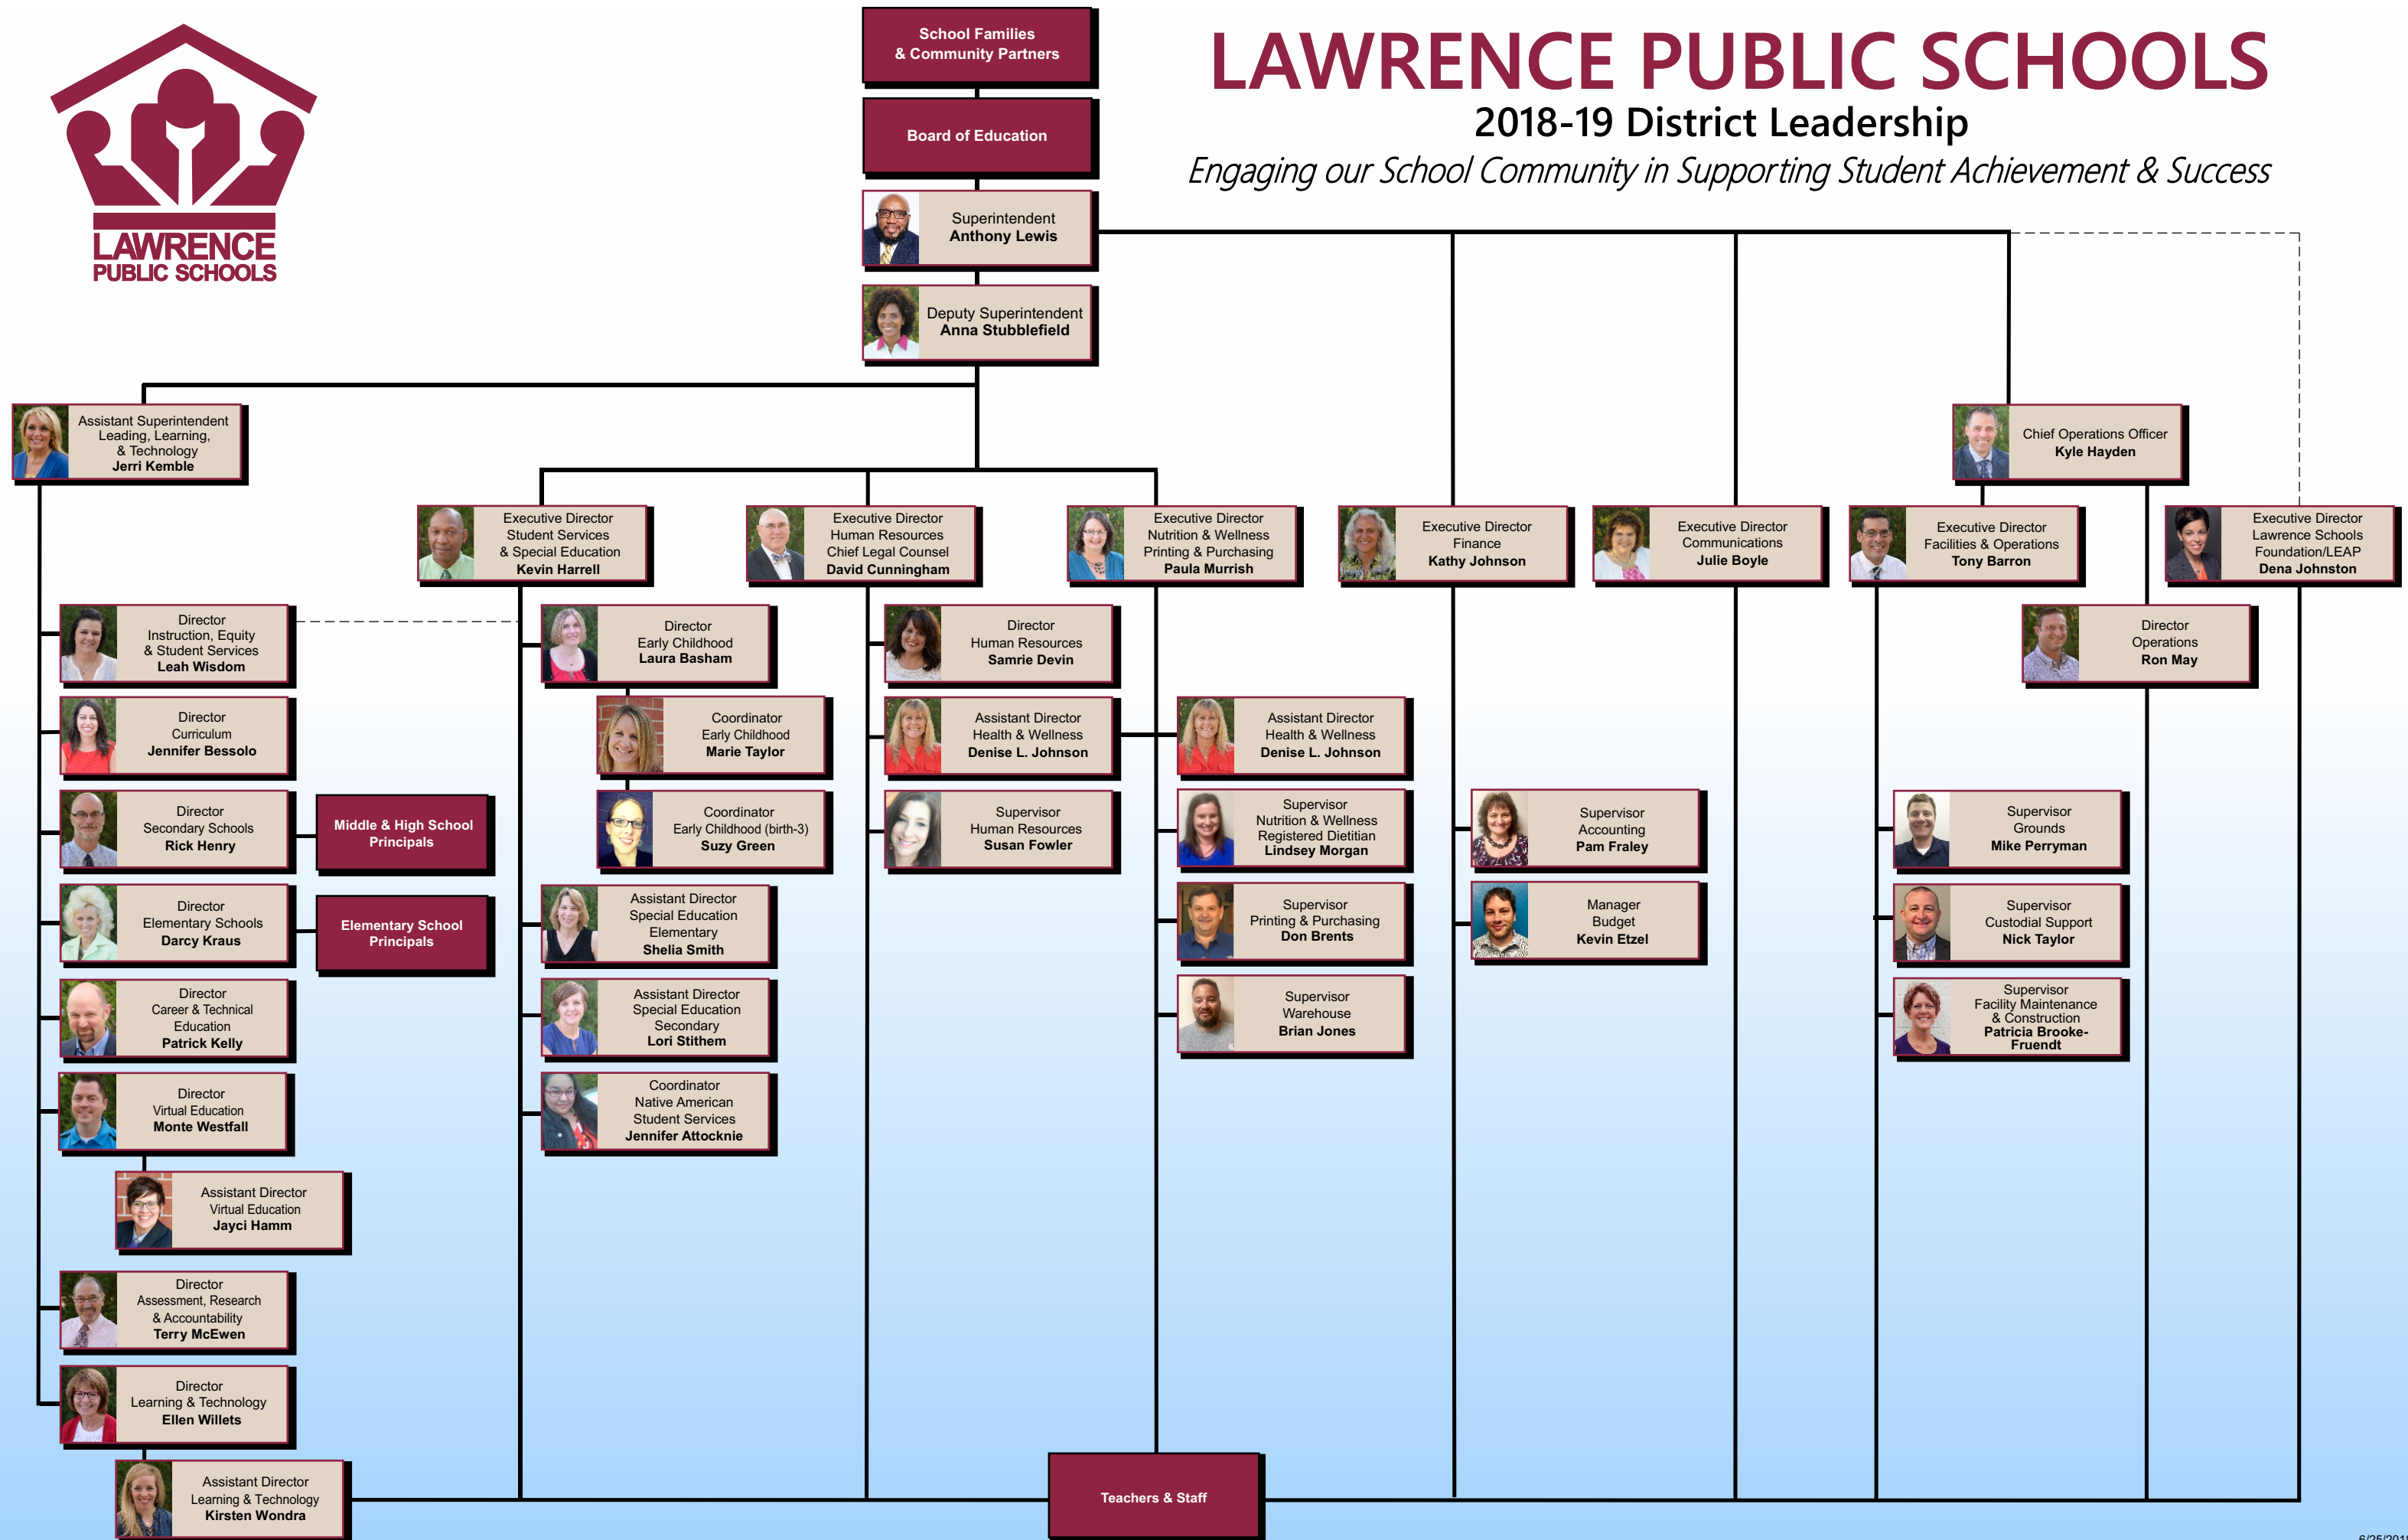 LAWRENCE
PUBLIC SCHOOLS
School Families
& Community Partners
LAWRENCE PUBLIC SCHOOLS
2018-19 District Leadership
Engaging our School Community in Supporting Student Achievement & Success
Board of Education
Superintendent
Anthony Lewis
Deputy Superintendent
Anna Stubblefield
Assistant Superintendent
Leading, Learning,
& Technology
Jerri Kemble
Chief Operations Officer
Kyle Hayden
Executive Director
Student Services
& Special Education
Kevin Harrell
Executive Director
Human Resources
Chief Legal Counsel
David Cunningham
Executive Director
Nutrition & Wellness
Printing & Purchasing
Paula Murrish
Executive Director
Finance
Kathy Johnson
Executive Director
Communications
Julie Boyle
Executive Director
Facilities & Operations
Tony Barron
Executive Director
Lawrence Schools
Foundation/LEAP
Dena Johnston
Director
Instruction, Equity
& Student Services
Leah Wisdom
Director
Early Childhood
Laura Basham
Director
Human Resources
Samrie Devin
Director
Operations
Ron May
Director
Curriculum
Jennifer Bessolo
Coordinator
Early Childhood
Marie Taylor
Assistant Director
Health & Wellness
Denise L. Johnson
Assistant Director
Health & Wellness
Denise L. Johnson
Director
Secondary Schools
Rick Henry
Middle & High School
Principals
Coordinator
Early Childhood (birth-3)
Suzy Green
Supervisor
Human Resources
Susan Fowler
Supervisor
Nutrition & Wellness
Registered Dietitian
Lindsey Morgan
Supervisor
Accounting
Pam Fraley
Supervisor
Grounds
Mike Perryman
Director
Elementary Schools
Darcy Kraus
Elementary School
Principals
Assistant Director
Special Education
Elementary
Shelia Smith
Supervisor
Printing & Purchasing
Don Brents
Manager
Budget
Kevin Etzel
Supervisor
Custodial Support
Nick Taylor
Director
Career & Technical
Education
Patrick Kelly
Assistant Director
Special Education
Secondary
Lori Stithem
Supervisor
Warehouse
Brian Jones
Supervisor
Facility Maintenance
& Construction
Patricia Brooke-
Fruendt
Director
Virtual Education
Monte Westfall
Coordinator
Native American
Student Services
Jennifer Attocknie
Assistant Director
Virtual Education
Jayci Hamm
Director
Assessment, Research
& Accountability
Terry McEwen
Director
Learning & Technology
Ellen Willets
Assistant Director
Learning & Technology
Kirsten Wondra
Teachers & Staff